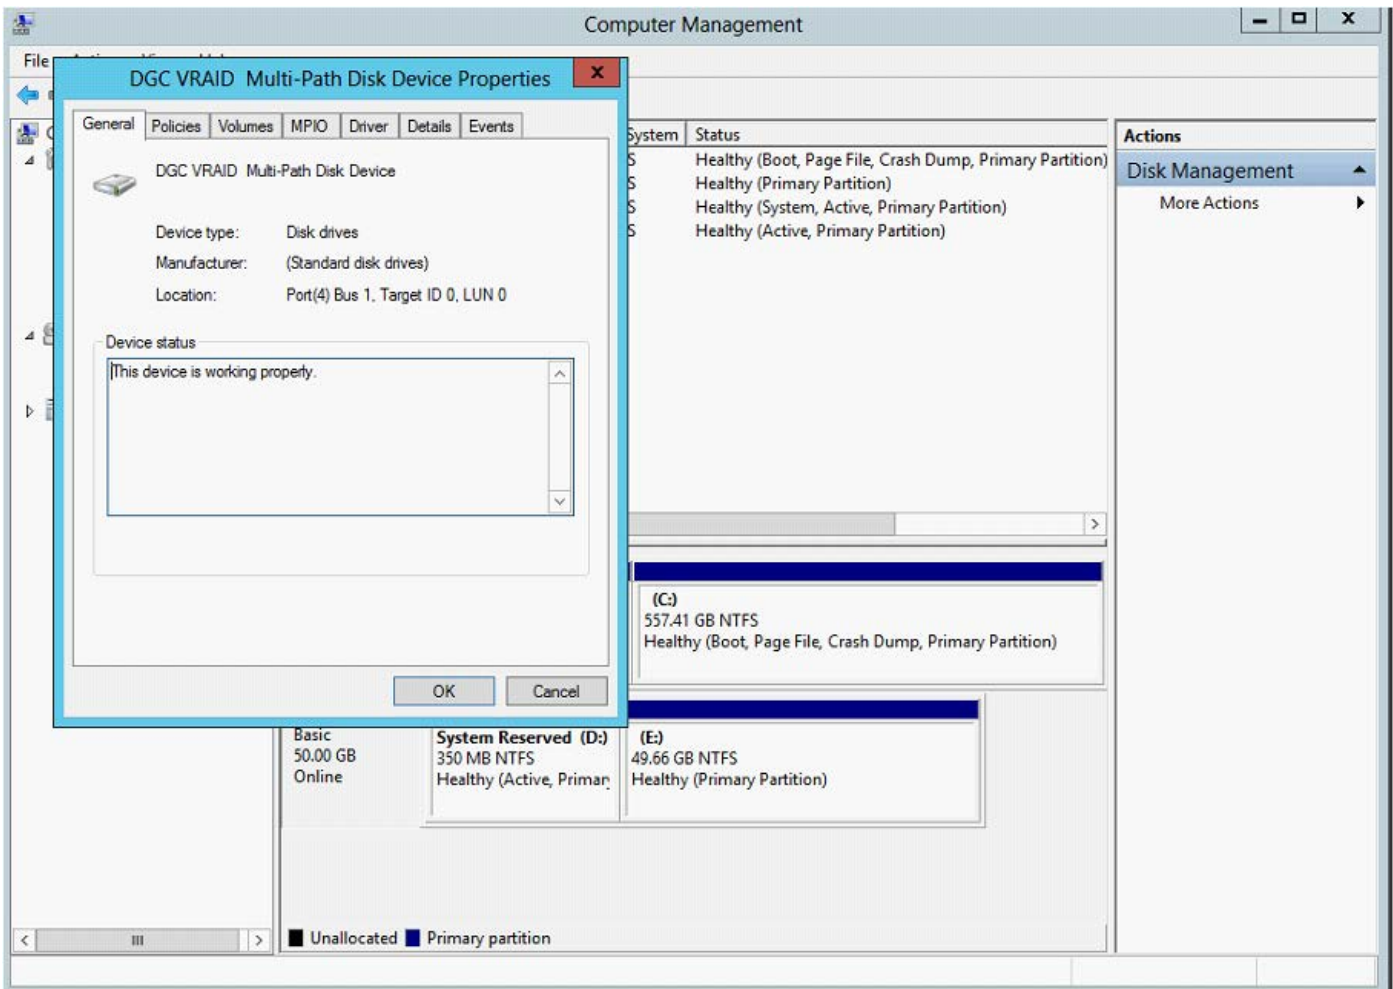 Computer Management
File
DGC VRAID Multi-Path Disk Device Properties
General Policies Volumes MPIO Driver Details Events
DGC VRAID Multi-Path Disk Device
Device type: Disk drives
Manufacturer: (Standard disk drives)
Location: Port(4) Bus 1, Target ID 0, LUN 0
Device status
This device is working properly.
OK Cancel
System Status
S Healthy (Boot, Page File, Crash Dump, Primary Partition)
S Healthy (Primary Partition)
S Healthy (System, Active, Primary Partition)
S Healthy (Active, Primary Partition)
Actions
Disk Management
More Actions
(C:)
557.41 GB NTFS
Healthy (Boot, Page File, Crash Dump, Primary Partition)
Basic
50.00 GB
Online
System Reserved (D:)
350 MB NTFS
Healthy (Active, Primar
(E:)
49.66 GB NTFS
Healthy (Primary Partition)
Unallocated Primary partition